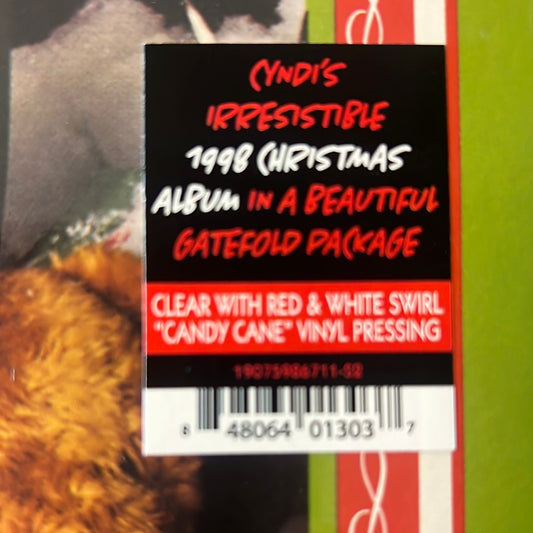 CYNDI'S
IRRESISTIBLE
1998 CHRISTMAS
ALBUM IN A BEAUTIFUL
GATEFOLD PACKAGE
CLEAR WITH RED & WHITE SWIRL
"CANDY CANE" VINYL PRESSING
19075986711-S2
8 48064 01303 7